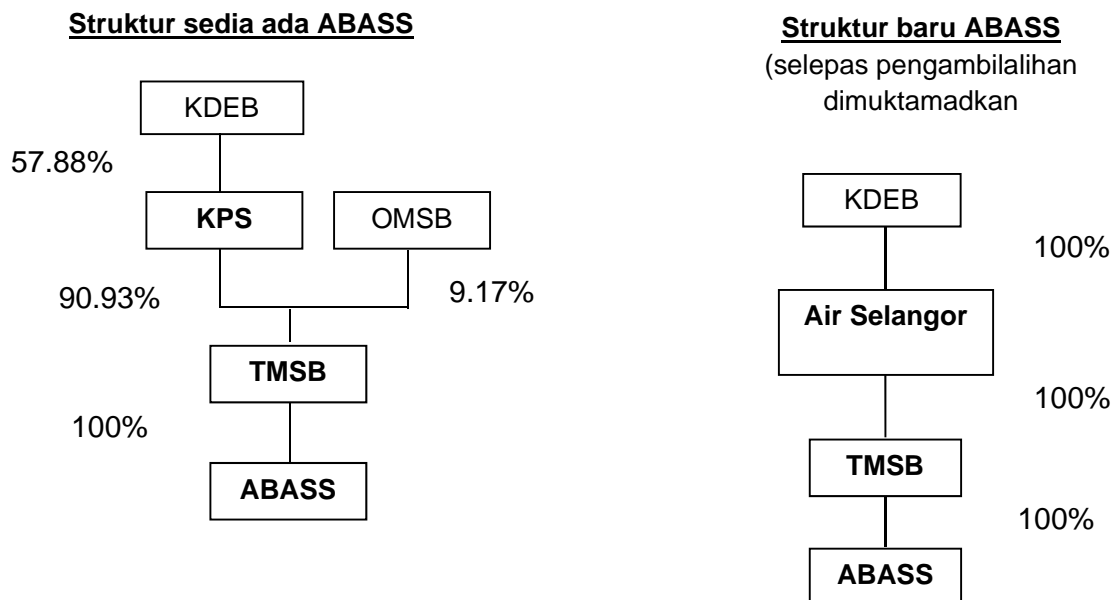 Struktur sedia ada ABASS
KDEB
57.88%
KPS
OMSB
90.93%
9.17%
TMSB
100%
ABASS
Struktur baru ABASS
(selepas pengambilalihan
dimuktamadkan
KDEB
100%
Air Selangor
100%
TMSB
100%
ABASS